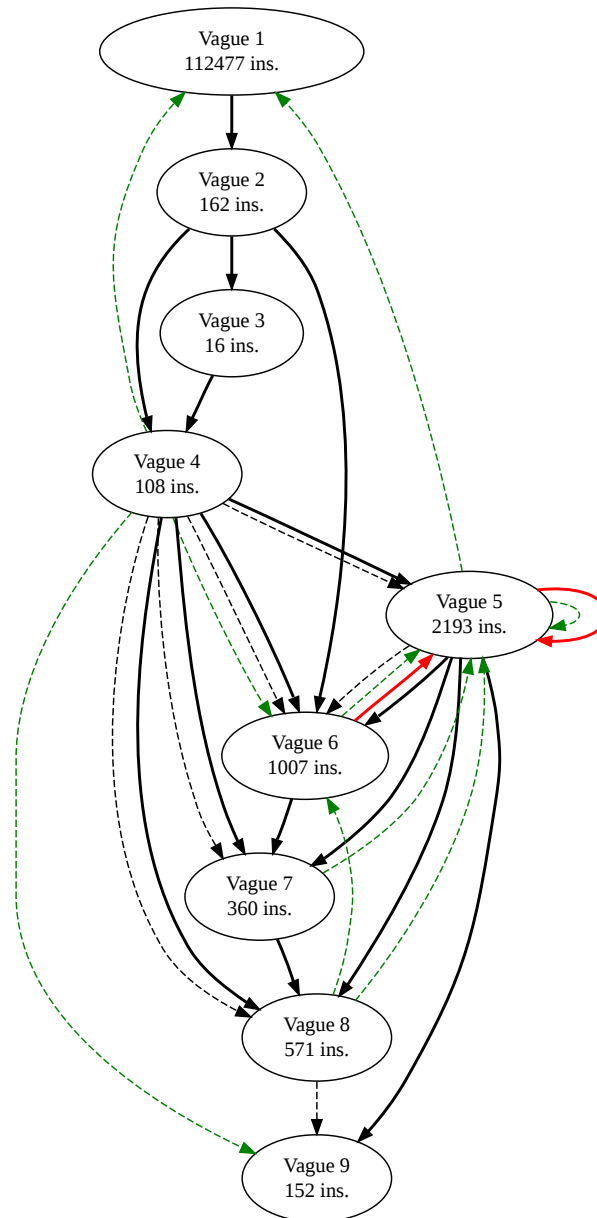 Vague 1
112477 ins.
Vague 2
162 ins.
Vague 3
16 ins.
Vague 4
108 ins.
Vague 5
2193 ins.
Vague 6
1007 ins.
Vague 7
360 ins.
Vague 8
571 ins.
Vague 9
152 ins.